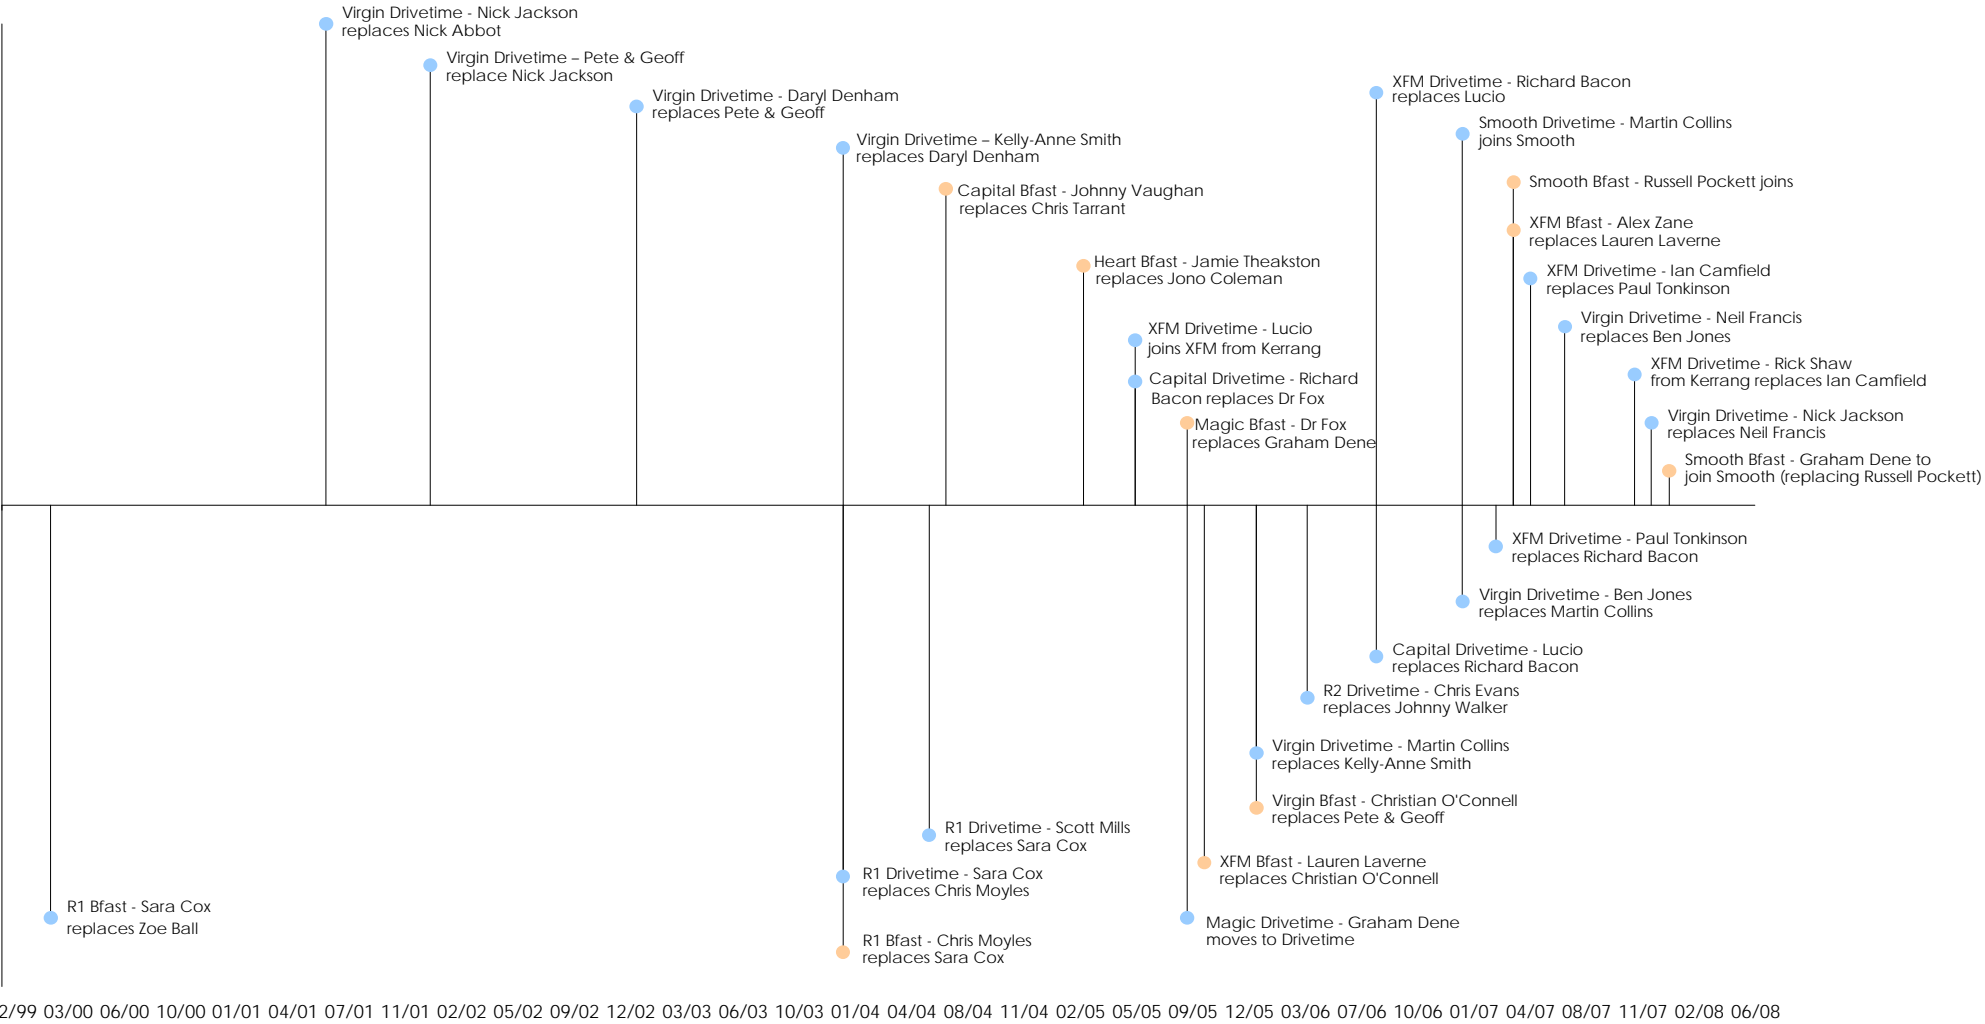 Virgin Drivetime - Nick Jackson
replaces Nick Abbot
Virgin Drivetime – Pete & Geoff
replace Nick Jackson
Virgin Drivetime - Daryl Denham
replaces Pete & Geoff
Virgin Drivetime – Kelly-Anne Smith
replaces Daryl Denham
Capital Bfast - Johnny Vaughan
replaces Chris Tarrant
Heart Bfast - Jamie Theakston
replaces Jono Coleman
XFM Drivetime - Lucio
joins XFM from Kerrang
Capital Drivetime - Richard
Bacon replaces Dr Fox
Magic Bfast - Dr Fox
replaces Graham Dene
XFM Drivetime - Richard Bacon
replaces Lucio
Smooth Drivetime - Martin Collins
joins Smooth
Smooth Bfast - Russell Pockett joins
XFM Bfast - Alex Zane
replaces Lauren Laverne
XFM Drivetime - Ian Camfield
replaces Paul Tonkinson
Virgin Drivetime - Neil Francis
replaces Ben Jones
XFM Drivetime - Rick Shaw
from Kerrang replaces Ian Camfield
Virgin Drivetime - Nick Jackson
replaces Neil Francis
Smooth Bfast - Graham Dene to
join Smooth (replacing Russell Pockett)
XFM Drivetime - Paul Tonkinson
replaces Richard Bacon
Virgin Drivetime - Ben Jones
replaces Martin Collins
Capital Drivetime - Lucio
replaces Richard Bacon
R2 Drivetime - Chris Evans
replaces Johnny Walker
Virgin Drivetime - Martin Collins
replaces Kelly-Anne Smith
Virgin Bfast - Christian O'Connell
replaces Pete & Geoff
R1 Drivetime - Scott Mills
replaces Sara Cox
XFM Bfast - Lauren Laverne
replaces Christian O'Connell
R1 Drivetime - Sara Cox
replaces Chris Moyles
R1 Bfast - Sara Cox
replaces Zoe Ball
Magic Drivetime - Graham Dene
moves to Drivetime
R1 Bfast - Chris Moyles
replaces Sara Cox
2/99 03/00 06/00 10/00 01/01 04/01 07/01 11/01 02/02 05/02 09/02 12/02 03/03 06/03 10/03 01/04 04/04 08/04 11/04 02/05 05/05 09/05 12/05 03/06 07/06 10/06 01/07 04/07 08/07 11/07 02/08 06/08